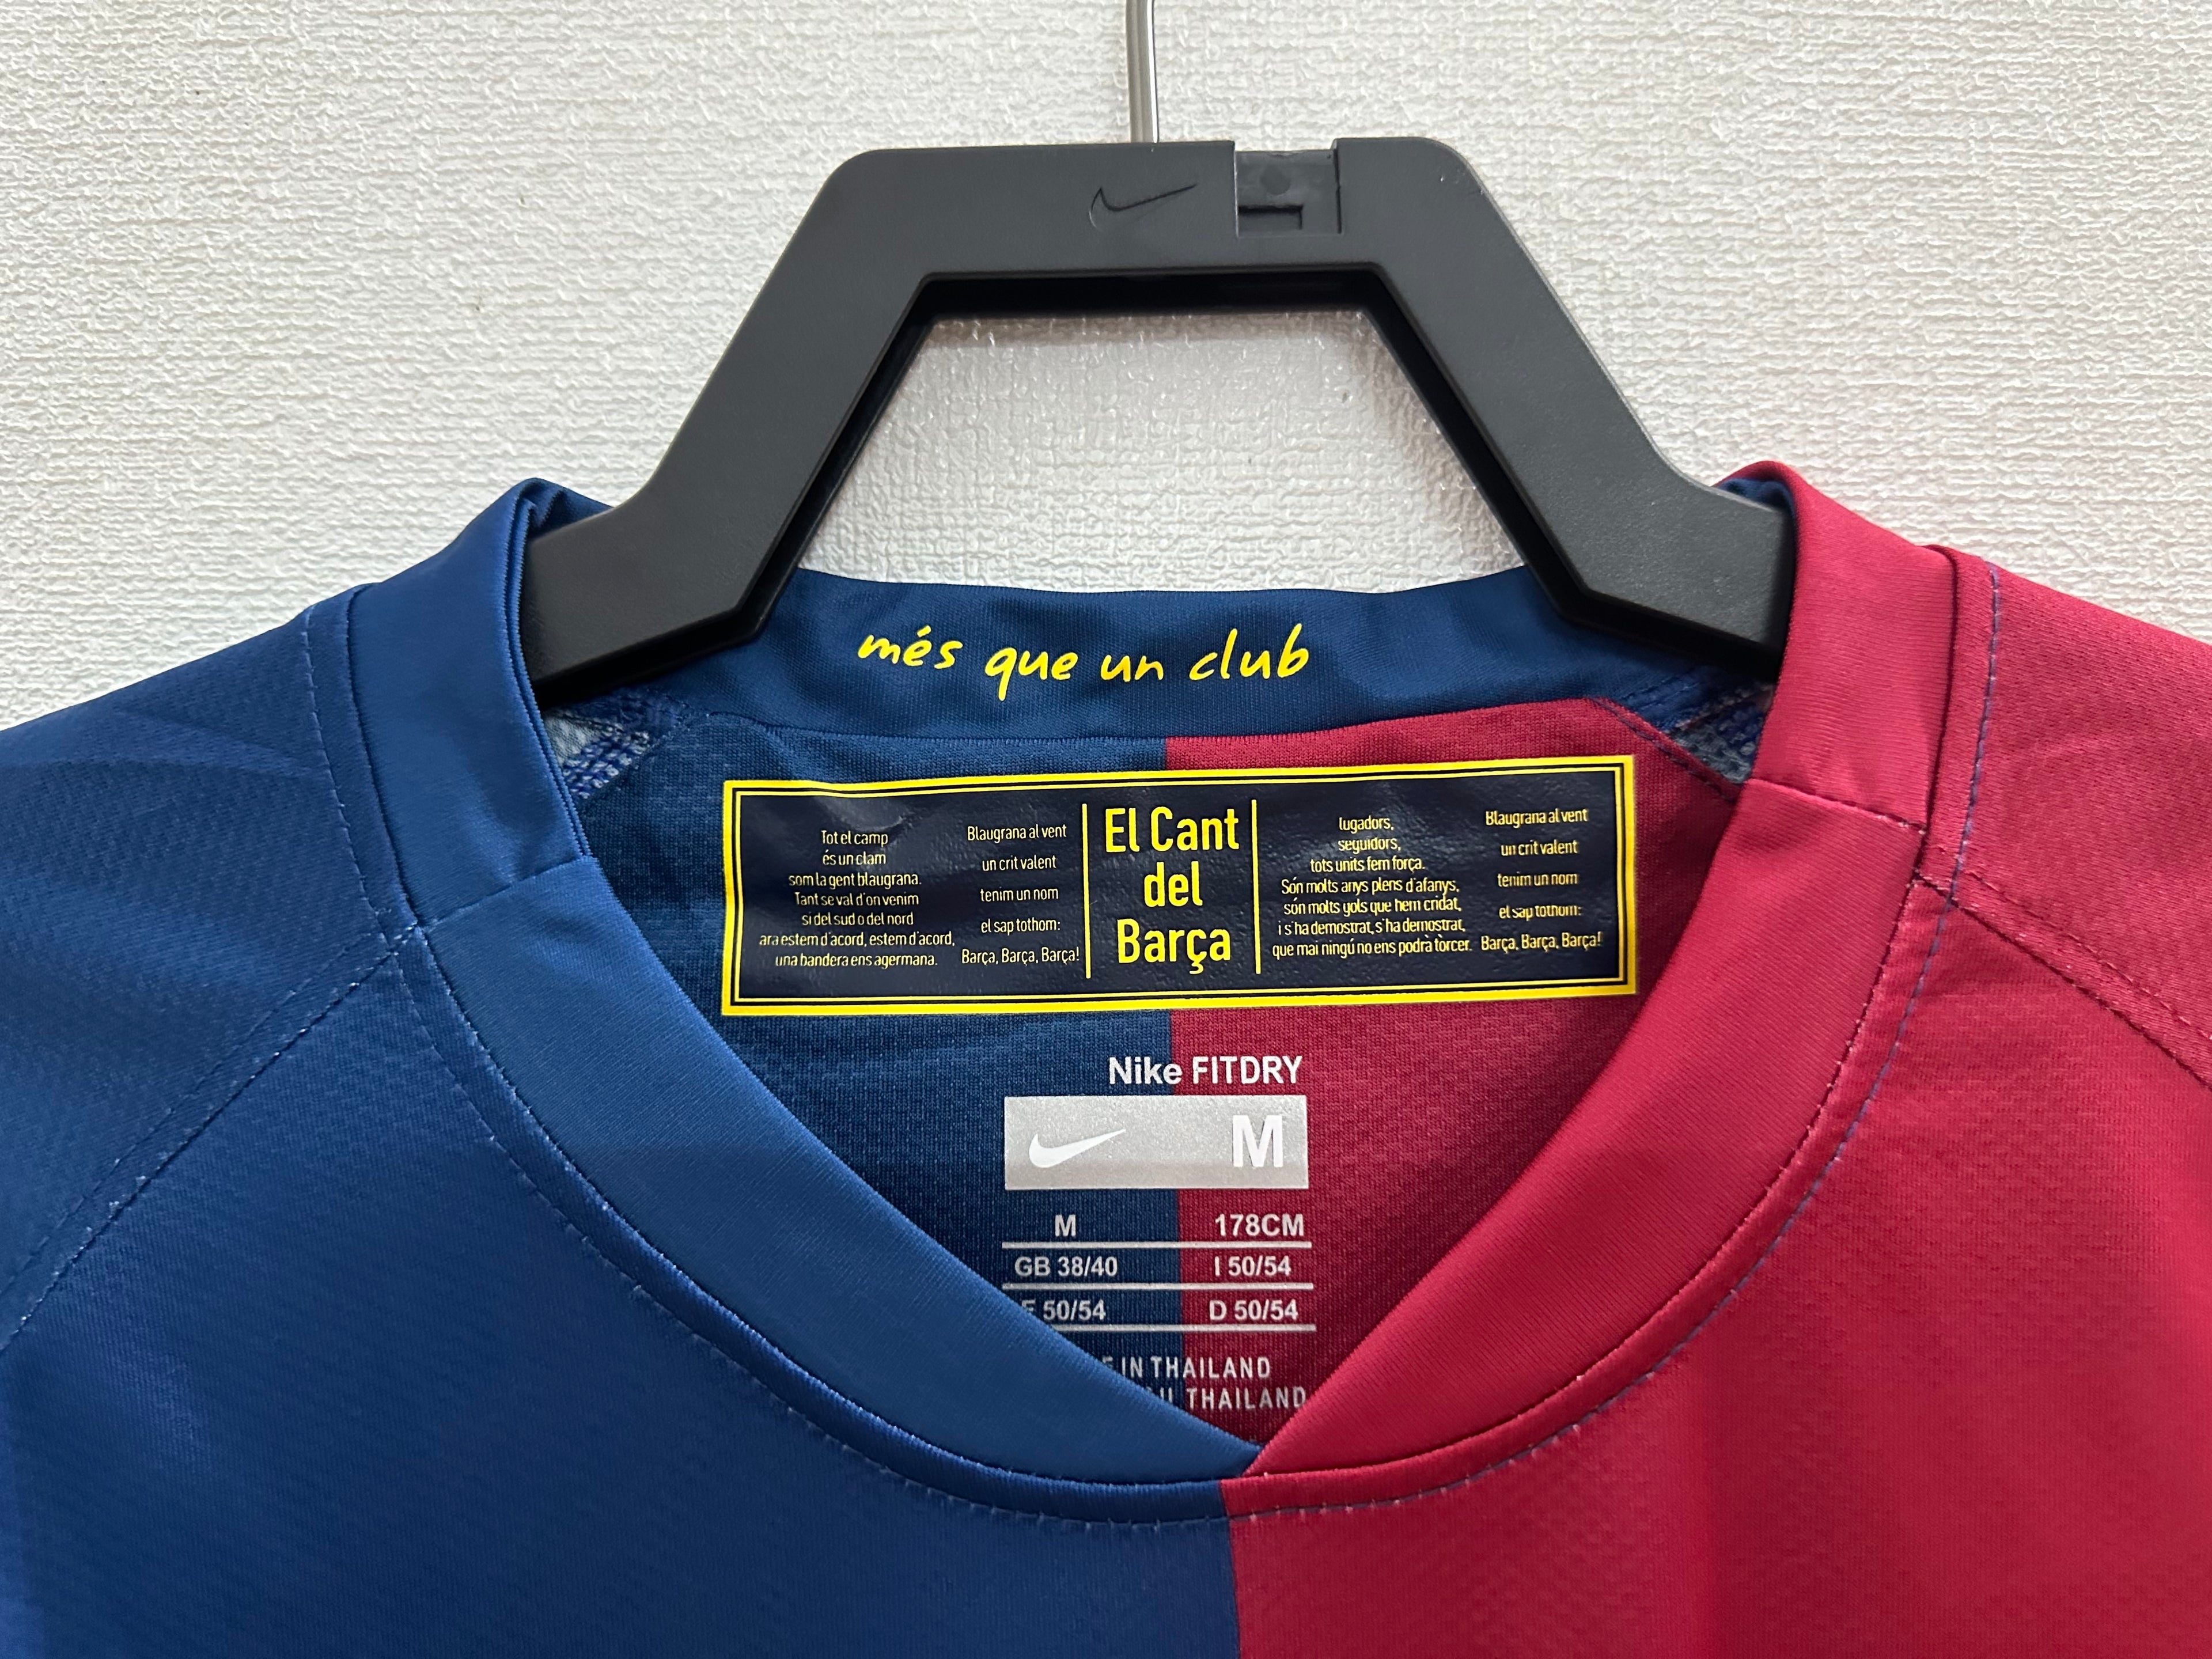 més que un club
Tot el camp
és un clam
som la gent blaugrana.
Tant se val d'on venim
si del sud o del nord
ara estem d'acord, estem d'acord,
una bandera ens agermana.
Blaugrana al vent
un crit valent
tenim un nom
el sap tothom:
Barça, Barça, Barça!
El Cant
del
Barça
Jugadors,
seguidors,
tots units fem força.
Són molts anys plens d'afanys,
són molts gols que hem cridat,
i s'ha demostrat, s'ha demostrat,
que mai ningú no ens podrà tòrcer.
Blaugrana al vent
un crit valent
tenim un nom
el sap tothom:
Barça, Barça, Barça!
Nike FITDRY
M
M 178CM
GB 38/40 I 50/54
50/54 D 50/54
IN THAILAND
THAILAND